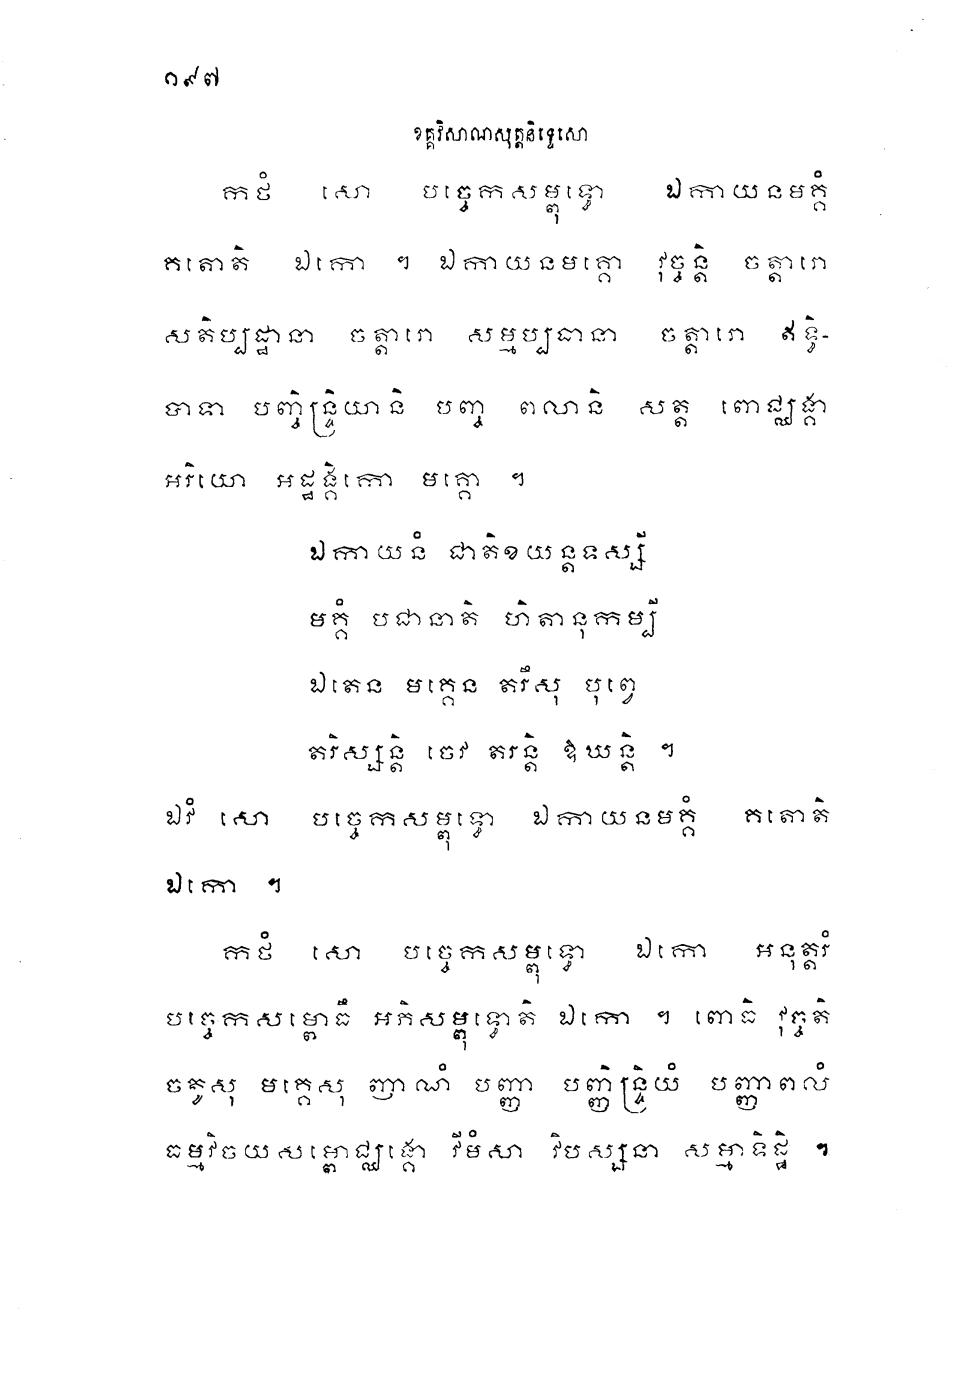 ១៩៧
ខគ្គវិសាណសុត្តនិទ្ទេសោ
កថំ សោ បច្ចេកសម្ពុទ្ធោ ឯកាយនមគ្គំ
គតោតិ ឯកោ ។ ឯកាយនមគ្គោ វុច្ចន្តិ ចត្តារោ
សតិប្បដ្ឋានា ចត្តារោ សម្មប្បធានា ចត្តារោ ឥទ្ធិ-
បាទា បញ្ចិន្ទ្រិយានិ បញ្ច ពលានិ សត្ត ពោជ្ឈង្គា
អរិយោ អដ្ឋង្គិកោ មគ្គោ ។
ឯកាយនំ ជាតិខយន្តទស្សី
មគ្គំ បជានាតិ ហិតានុកម្បី
ឯតេន មគ្គេន តរឹសុ បុព្វេ
តរិស្សន្តិ ចេវ តរន្តិ ឱឃន្តិ ។
ឯវំ សោ បច្ចេកសម្ពុទ្ធោ ឯកាយនមគ្គំ គតោតិ
ឯកោ ។
កថំ សោ បច្ចេកសម្ពុទ្ធោ ឯកោ អនុត្តរំ
បច្ចេកសម្ពោធឹ អភិសម្ពុទ្ធោតិ ឯកោ ។ ពោធិ វុច្ចតិ
ចតូសុ មគ្គេសុ ញាណំ បញ្ញា បញ្ញិន្ទ្រិយំ បញ្ញាពលំ
ធម្មវិចយសម្ពោជ្ឈង្គោ វីមំសា វិបស្សនា សម្មាទិដ្ឋិ ។